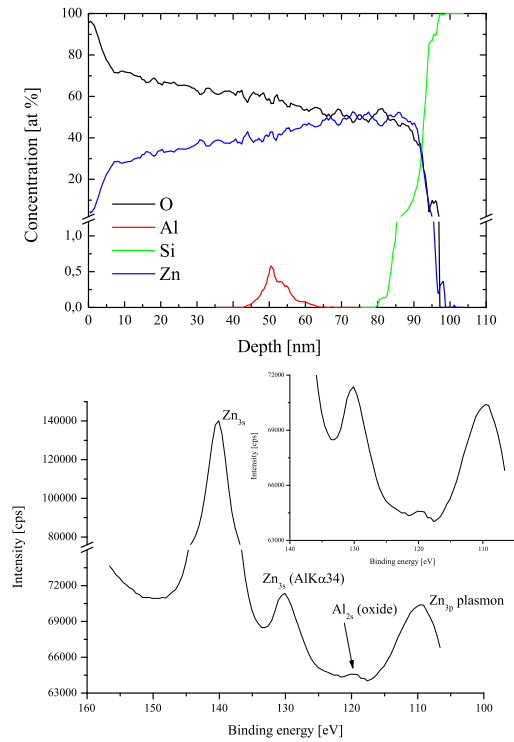 100
80
60
40
20
1,0
0,5
0,0
Concentration [at %]
O
Al
Si
Zn
0 10 20 30 40 50 60 70 80 90 100 110
Depth [nm]
140000
120000
100000
80000
72000
69000
66000
63000
Intensity [cps]
Zn3s
Zn3s (AlKα34)
Al2s (oxide)
Zn3p plasmon
160 150 140 130 120 110 100
Binding energy [eV]
72000
69000
66000
63000
Intensity [cps]
140 130 120 110
Binding energy [eV]